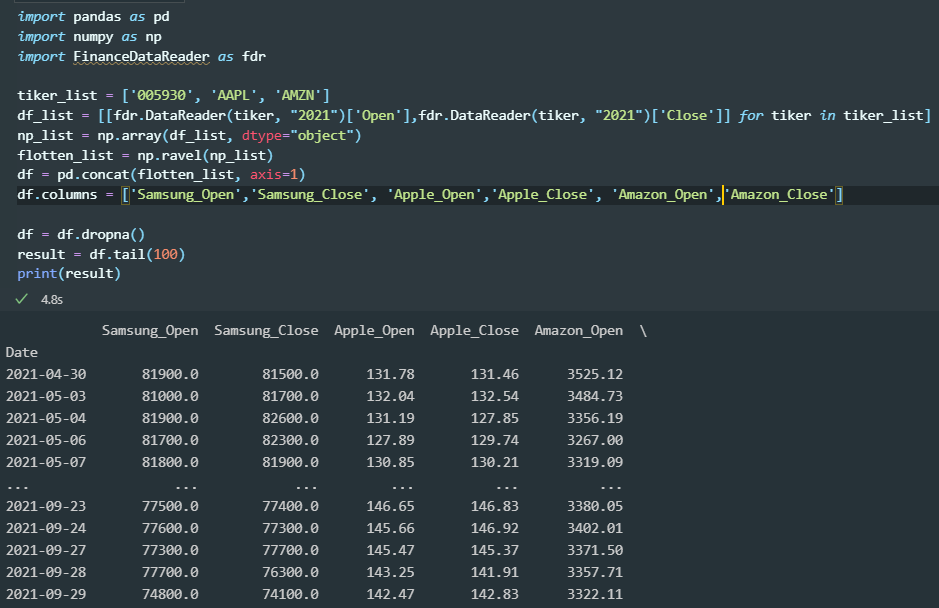 import pandas as pd
import numpy as np
import FinanceDataReader as fdr
tiker_list = ['005930', 'AAPL', 'AMZN']
df_list = [[fdr.DataReader(tiker, "2021")['Open'],fdr.DataReader(tiker, "2021")['Close']] for tiker in tiker_list]
np_list = np.array(df_list, dtype="object")
flotten_list = np.ravel(np_list)
df = pd.concat(flotten_list, axis=1)
df.columns = ['Samsung_Open','Samsung_Close', 'Apple_Open','Apple_Close', 'Amazon_Open','Amazon_Close']
df = df.dropna()
result = df.tail(100)
print(result)
✓ 4.8s
Samsung_Open Samsung_Close Apple_Open Apple_Close Amazon_Open \
Date
2021-04-30 81900.0 81500.0 131.78 131.46 3525.12
2021-05-03 81000.0 81700.0 132.04 132.54 3484.73
2021-05-04 81900.0 82600.0 131.19 127.85 3356.19
2021-05-06 81700.0 82300.0 127.89 129.74 3267.00
2021-05-07 81800.0 81900.0 130.85 130.21 3319.09
... ... ... ... ... ...
2021-09-23 77500.0 77400.0 146.65 146.83 3380.05
2021-09-24 77600.0 77300.0 145.66 146.92 3402.01
2021-09-27 77300.0 77700.0 145.47 145.37 3371.50
2021-09-28 77700.0 76300.0 143.25 141.91 3357.71
2021-09-29 74800.0 74100.0 142.47 142.83 3322.11